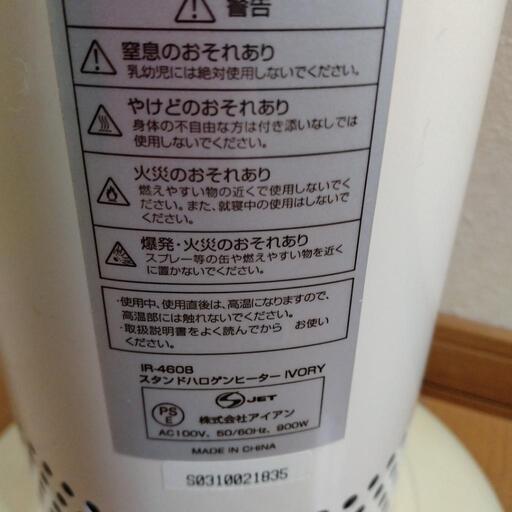 警告
窒息のおそれあり
乳幼児には絶対使用しないでください。
やけどのおそれあり
身体の不自由な方は付き添いなしでは
使用しないでください。
火災のおそれあり
燃えやすい物の近くで使用しないでく
ださい。また、就寝中の使用はしないで
ください。
爆発・火災のおそれあり
スプレー等の缶や燃えやすい物を近く
に置かないでください。
・使用中、使用直後は、高温になりますので、
高温部には触れないでください。
・取扱説明書をよく読んでから お使い
ください。
IR-460B
スタンドハロゲンヒーター IVORY
PS
E
JET
株式会社アイアン
AC100V、50/60Hz、800W
MADE IN CHINA
S0310021835